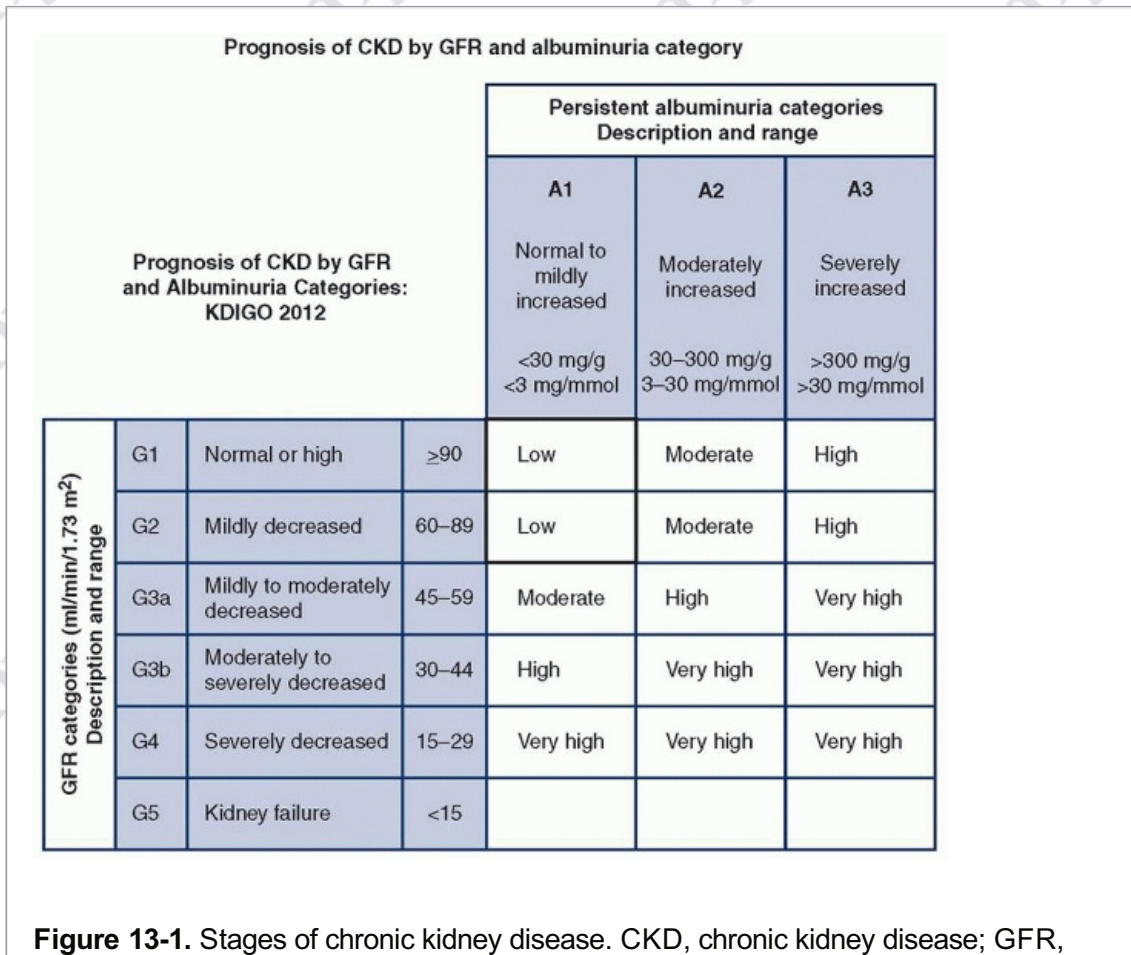 Prognosis of CKD by GFR and albuminuria category
Persistent albuminuria categories
Description and range
Prognosis of CKD by GFR
and Albuminuria Categories:
KDIGO 2012
A1
Normal to
mildly
increased
<30 mg/g
<3 mg/mmol
A2
Moderately
increased
30–300 mg/g
3–30 mg/mmol
A3
Severely
increased
>300 mg/g
>30 mg/mmol
GFR categories (ml/min/1.73 m²)
Description and range
G1 Normal or high ≥90 Low Moderate High
G2 Mildly decreased 60–89 Low Moderate High
G3a Mildly to moderately
decreased 45–59 Moderate High Very high
G3b Moderately to
severely decreased 30–44 High Very high Very high
G4 Severely decreased 15–29 Very high Very high Very high
G5 Kidney failure <15
Figure 13-1. Stages of chronic kidney disease. CKD, chronic kidney disease; GFR,